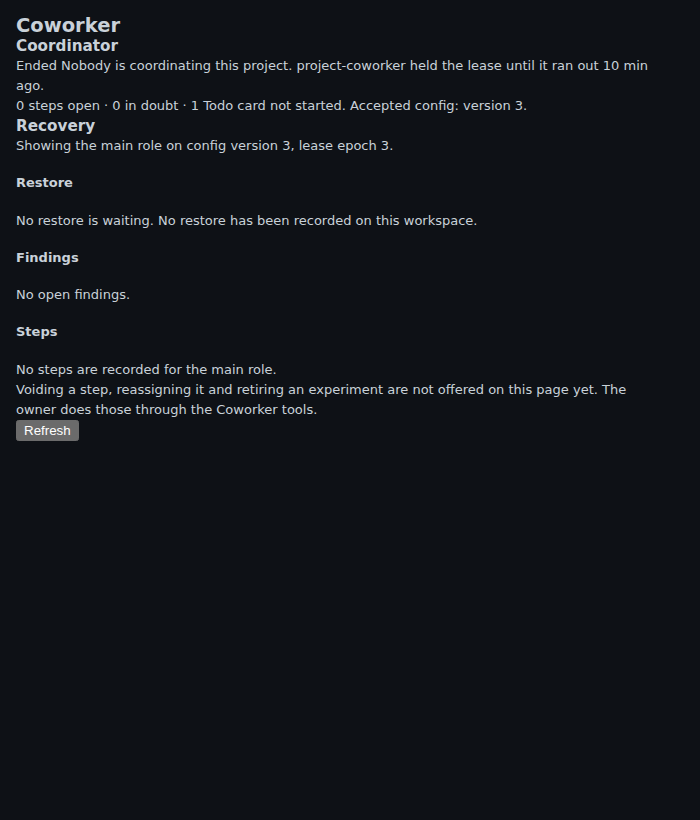 Coworker
Coordinator
Ended Nobody is coordinating this project. project-coworker held the lease until it ran out 10 min
ago.
0 steps open · 0 in doubt · 1 Todo card not started. Accepted config: version 3.
Recovery
Showing the main role on config version 3, lease epoch 3.
Restore
No restore is waiting. No restore has been recorded on this workspace.
Findings
No open findings.
Steps
No steps are recorded for the main role.
Voiding a step, reassigning it and retiring an experiment are not offered on this page yet. The
owner does those through the Coworker tools.
Refresh